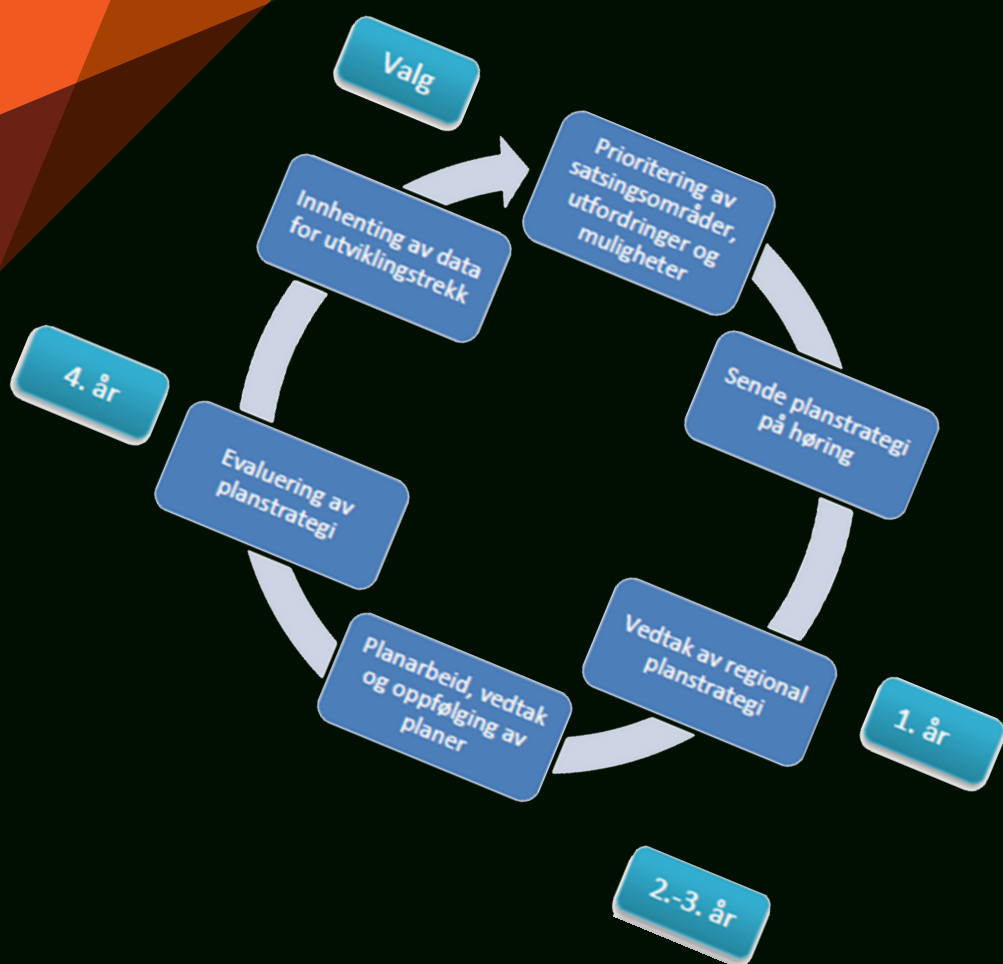 Valg
Prioritering av
satsingsområder,
utfordringer og
muligheter
Sende planstrategi
på høring
Vedtak av regional
planstrategi
1. år
2.-3. år
Planarbeid, vedtak
og oppfølging av
planer
Evaluering av
planstrategi
4. år
Innhenting av data
for utviklingstrekk